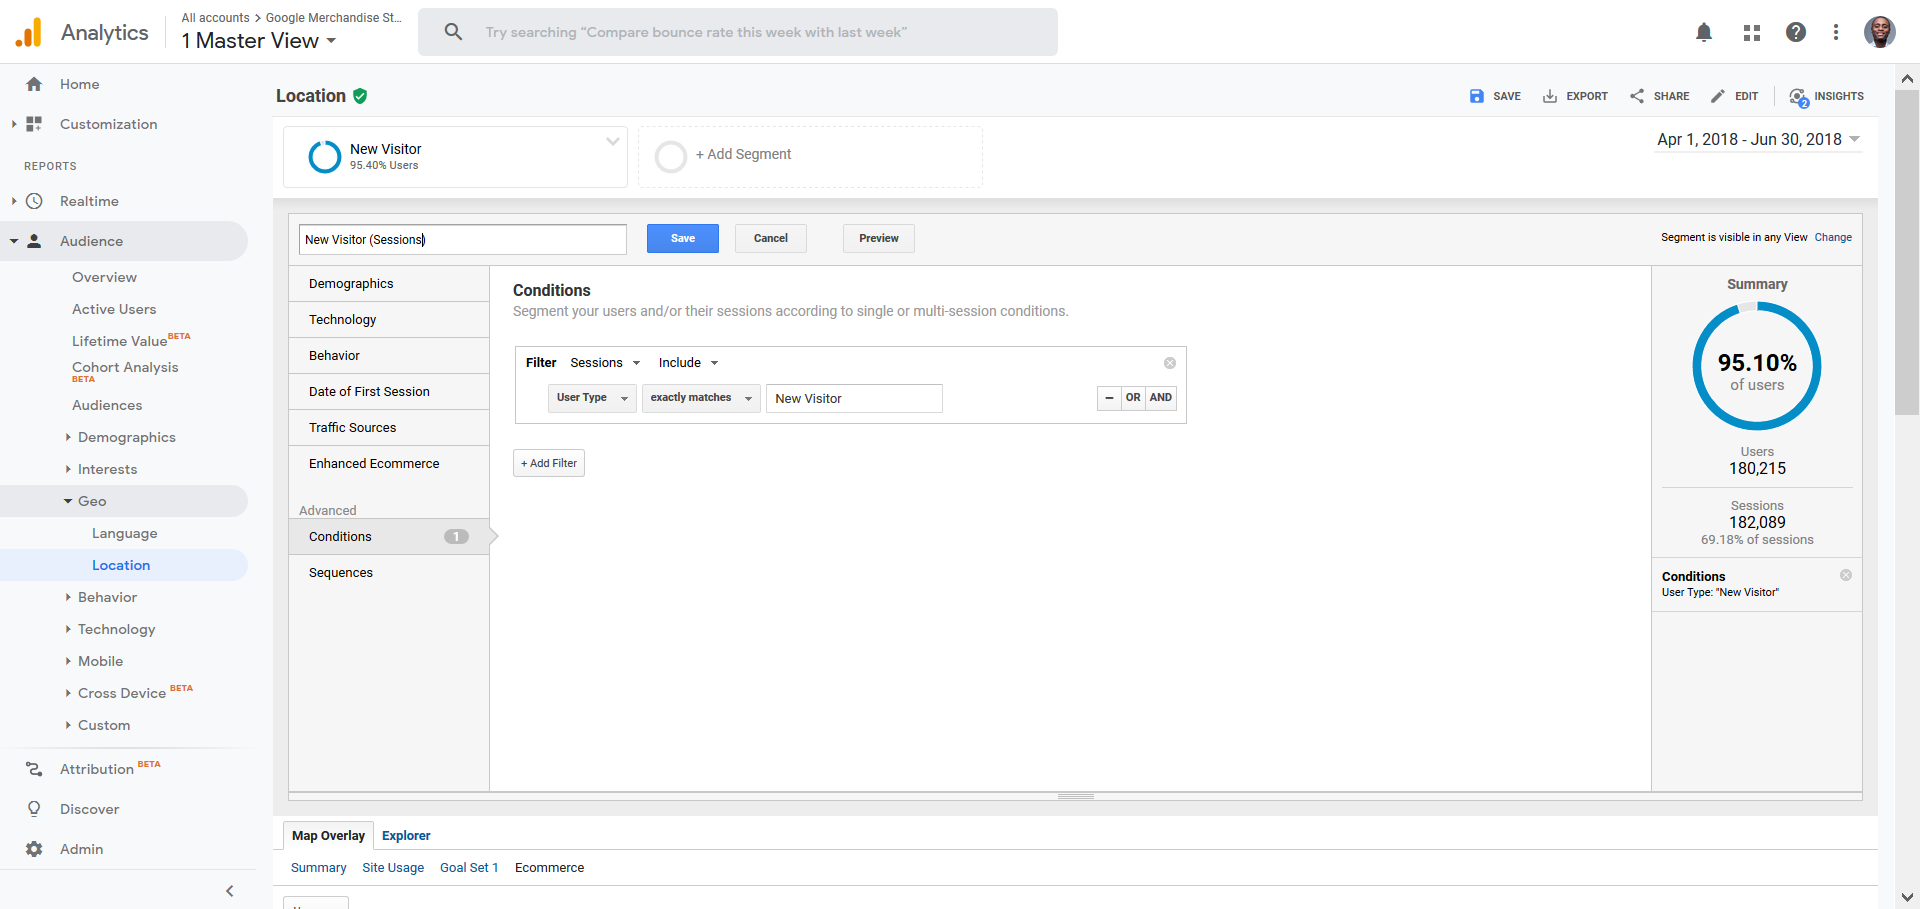 Analytics
All accounts > Google Merchandise St...
1 Master View
Try searching “Compare bounce rate this week with last week”
Home
Customization
REPORTS
Realtime
Audience
Overview
Active Users
Lifetime Value BETA
Cohort Analysis
BETA
Audiences
Demographics
Interests
Geo
Language
Location
Behavior
Technology
Mobile
Cross Device BETA
Custom
Attribution BETA
Discover
Admin
Location
SAVE
EXPORT
SHARE
EDIT
2
INSIGHTS
New Visitor
95.40% Users
+ Add Segment
Apr 1, 2018 - Jun 30, 2018
New Visitor (Sessions)
Save
Cancel
Preview
Segment is visible in any View Change
Demographics
Technology
Behavior
Date of First Session
Traffic Sources
Enhanced Ecommerce
Advanced
Conditions 1
Sequences
Conditions
Segment your users and/or their sessions according to single or multi-session conditions.
Filter Sessions Include
User Type exactly matches New Visitor
− OR AND
+ Add Filter
Summary
95.10%
of users
Users
180,215
Sessions
182,089
69.18% of sessions
Conditions
User Type: "New Visitor"
Map Overlay Explorer
Summary Site Usage Goal Set 1 Ecommerce